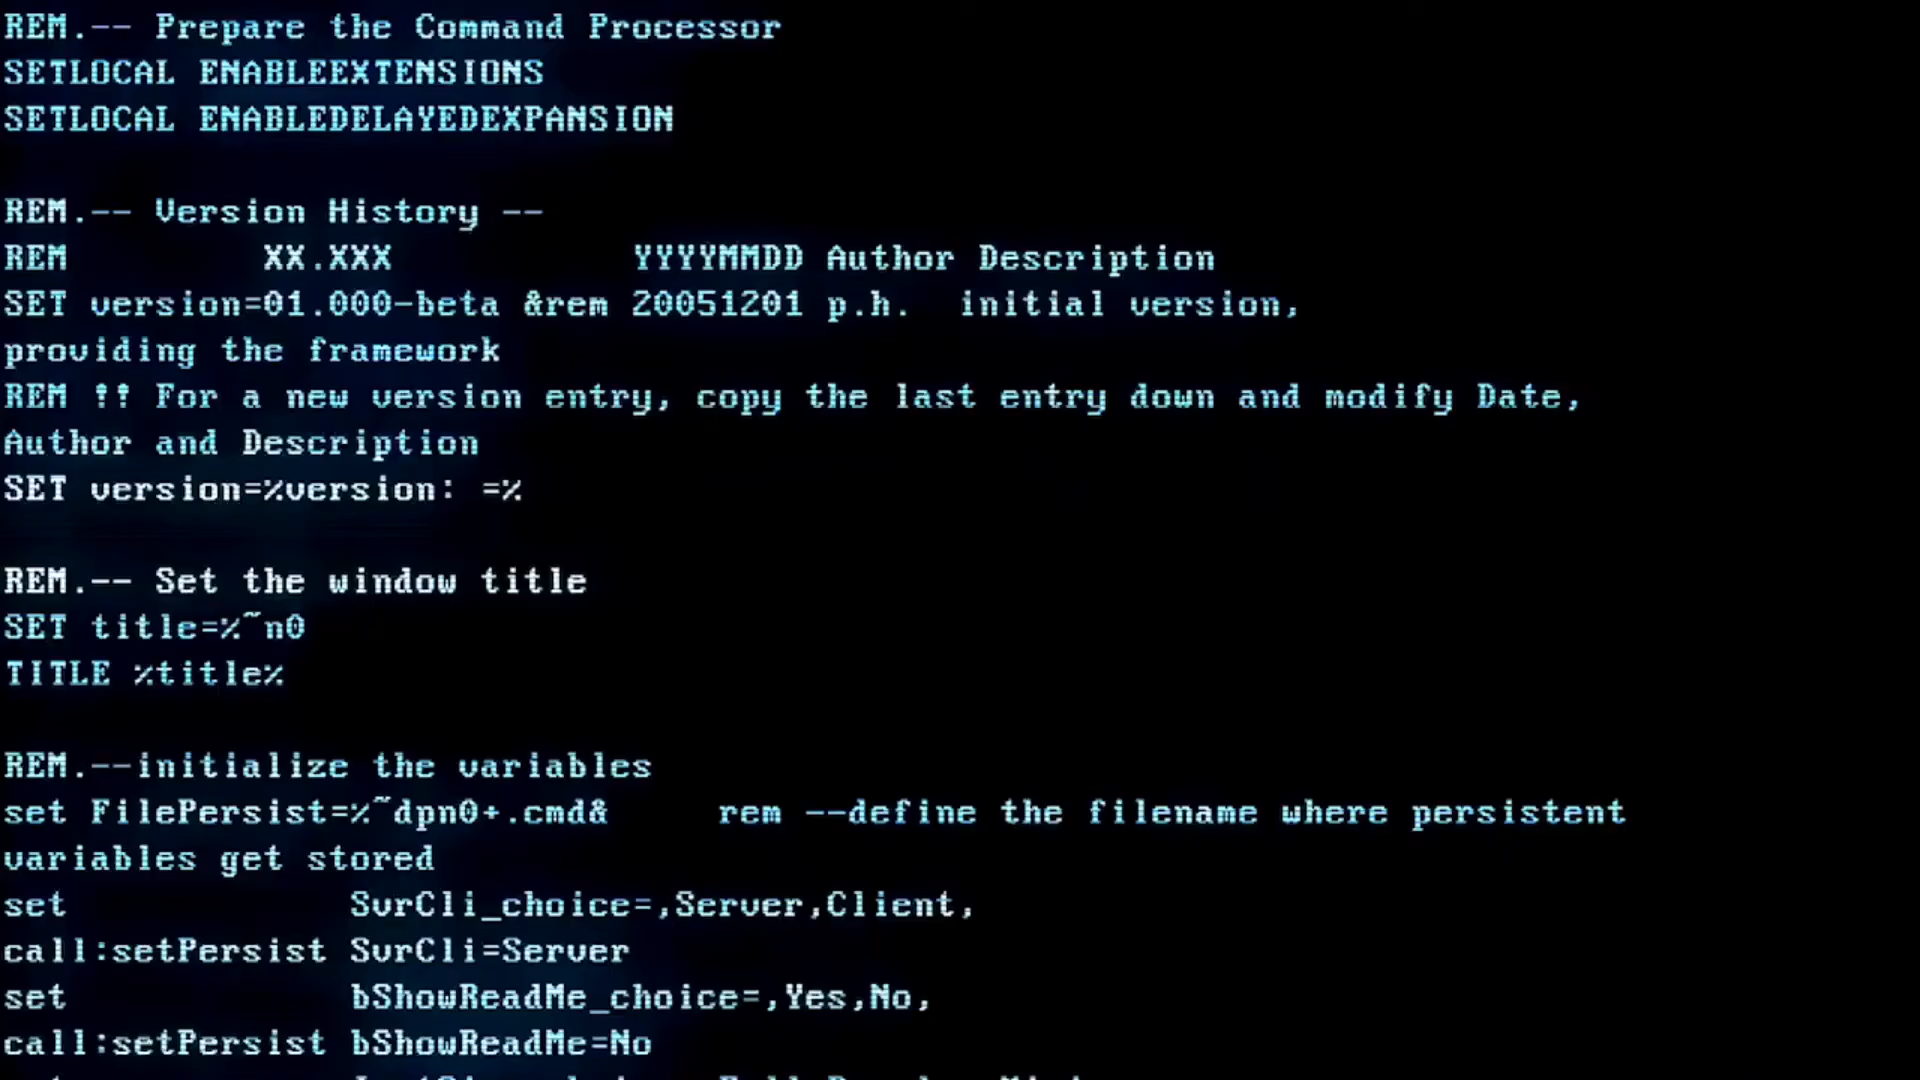 REM.-- Prepare the Command Processor
SETLOCAL ENABLEEXTENSIONS
SETLOCAL ENABLEDELAYEDEXPANSION
REM.-- Version History --
REM         XX.XXX           YYYYMMDD Author Description
SET version=01.000-beta &rem 20051201 p.h.  initial version,
providing the framework
REM !! For a new version entry, copy the last entry down and modify Date,
Author and Description
SET version=%version: =%
REM.-- Set the window title
SET title=%~n0
TITLE %title%
REM.--initialize the variables
set FilePersist=%~dpn0+.cmd&     rem --define the filename where persistent
variables get stored
set             SvrCli_choice=,Server,Client,
call:setPersist SvrCli=Server
set             bShowReadMe_choice=,Yes,No,
call:setPersist bShowReadMe=No